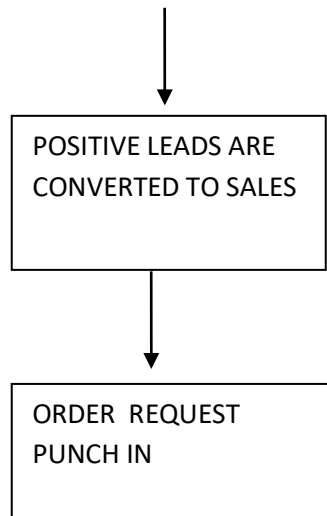 POSITIVE LEADS ARE
CONVERTED TO SALES
ORDER  REQUEST
PUNCH IN